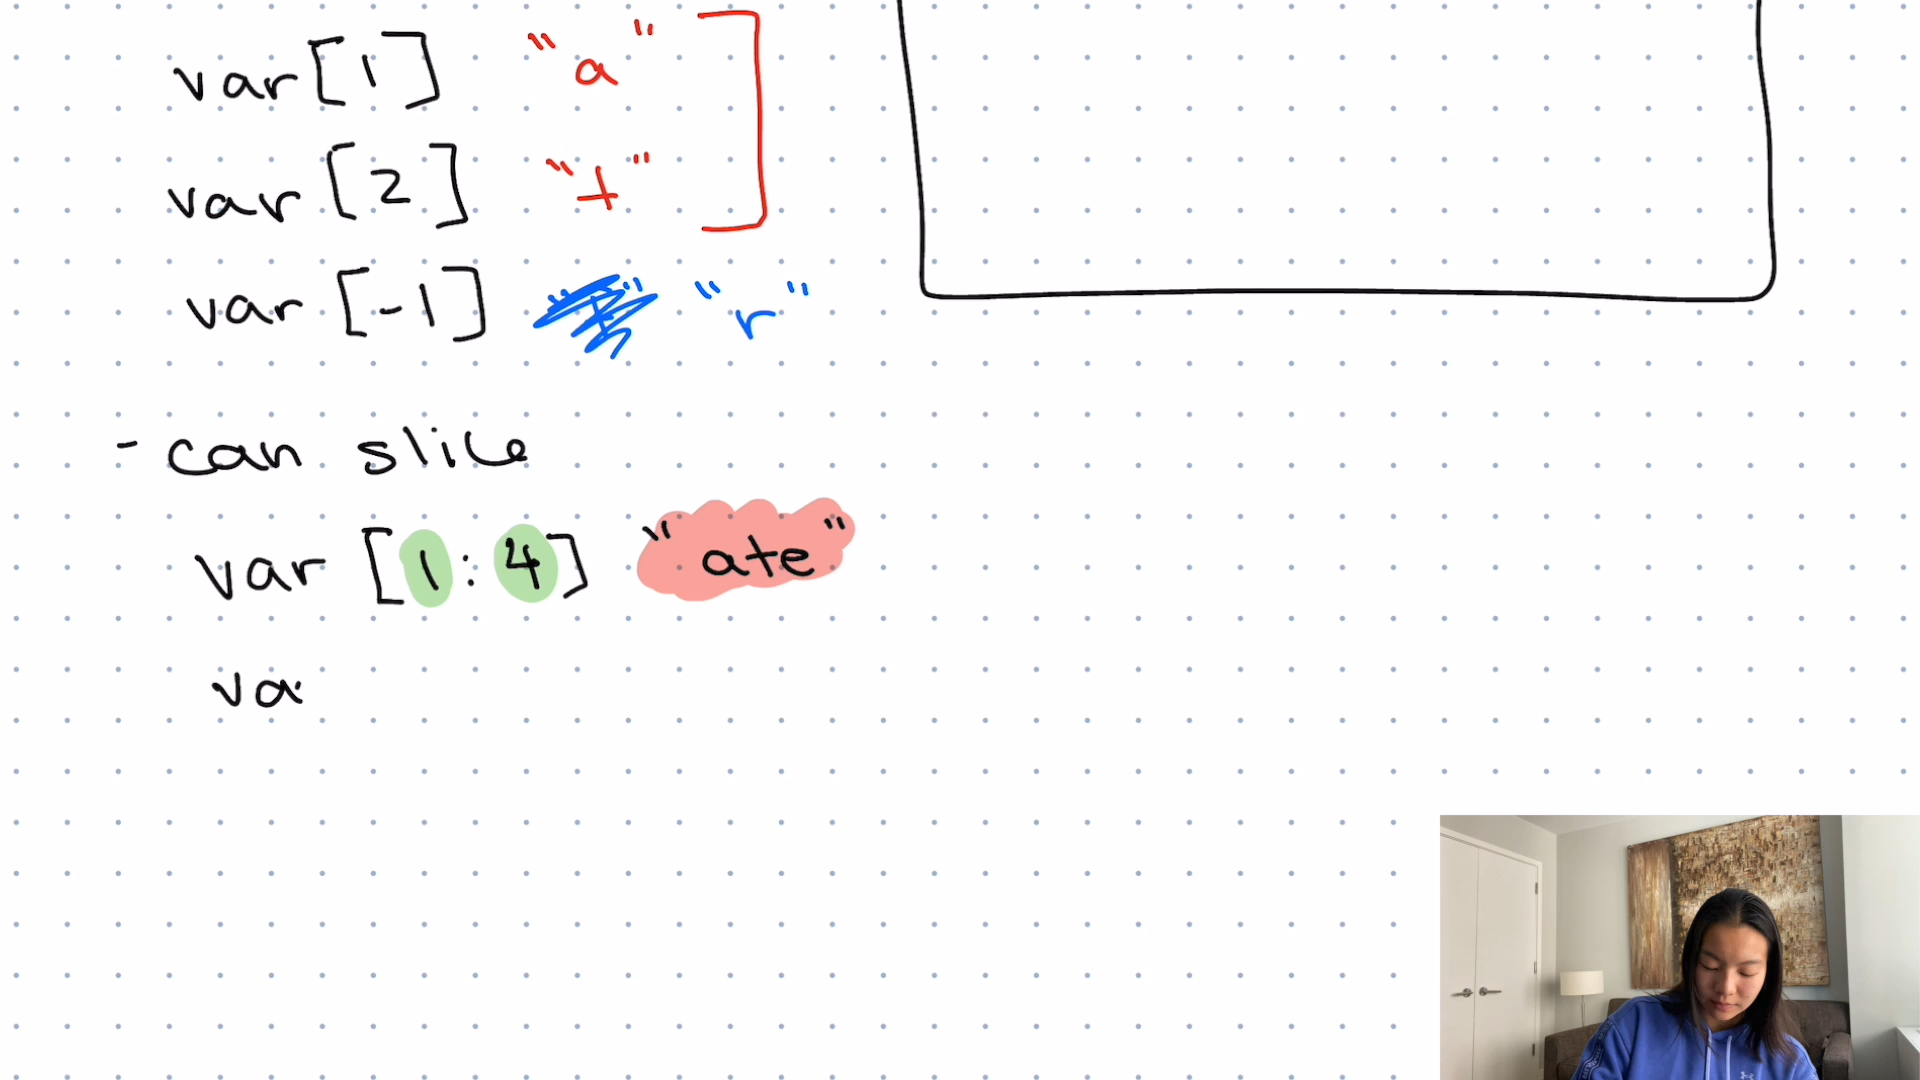 var[1] "a"
var[2] "t"
var[-1] "r"
- can slice
var[1:4] "ate"
va